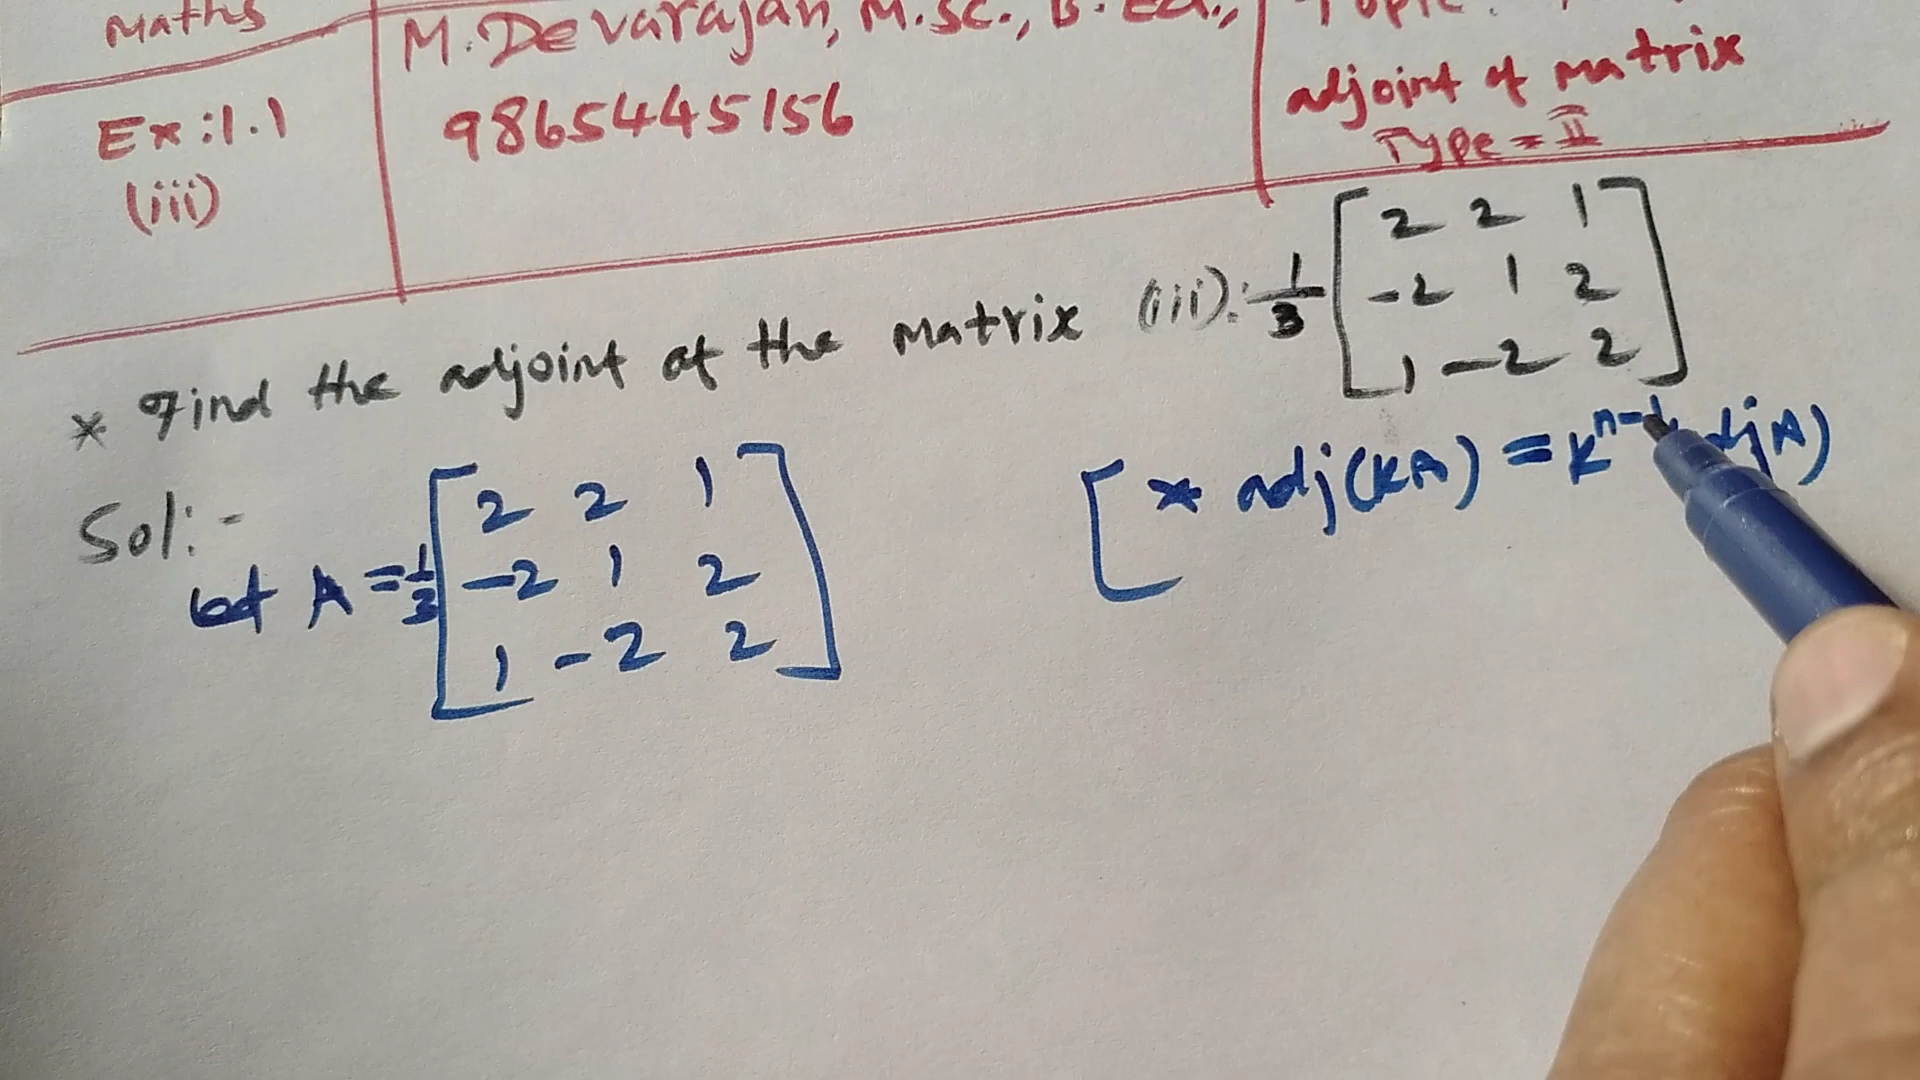 Maths
M. Devarajan, M.Sc., B.Ed.,
Topic:
Ex:1.1
9865445156
adjoint of Matrix
(iii)
Type = II
* Find the adjoint of the Matrix (iii): 1/3 [ 2 2 1
-2 1 2
1 -2 2 ]
Sol:-
let A = 1/3 [ 2 2 1
-2 1 2
1 -2 2 ]
[ * adj(KA) = K^n-1 adj A)